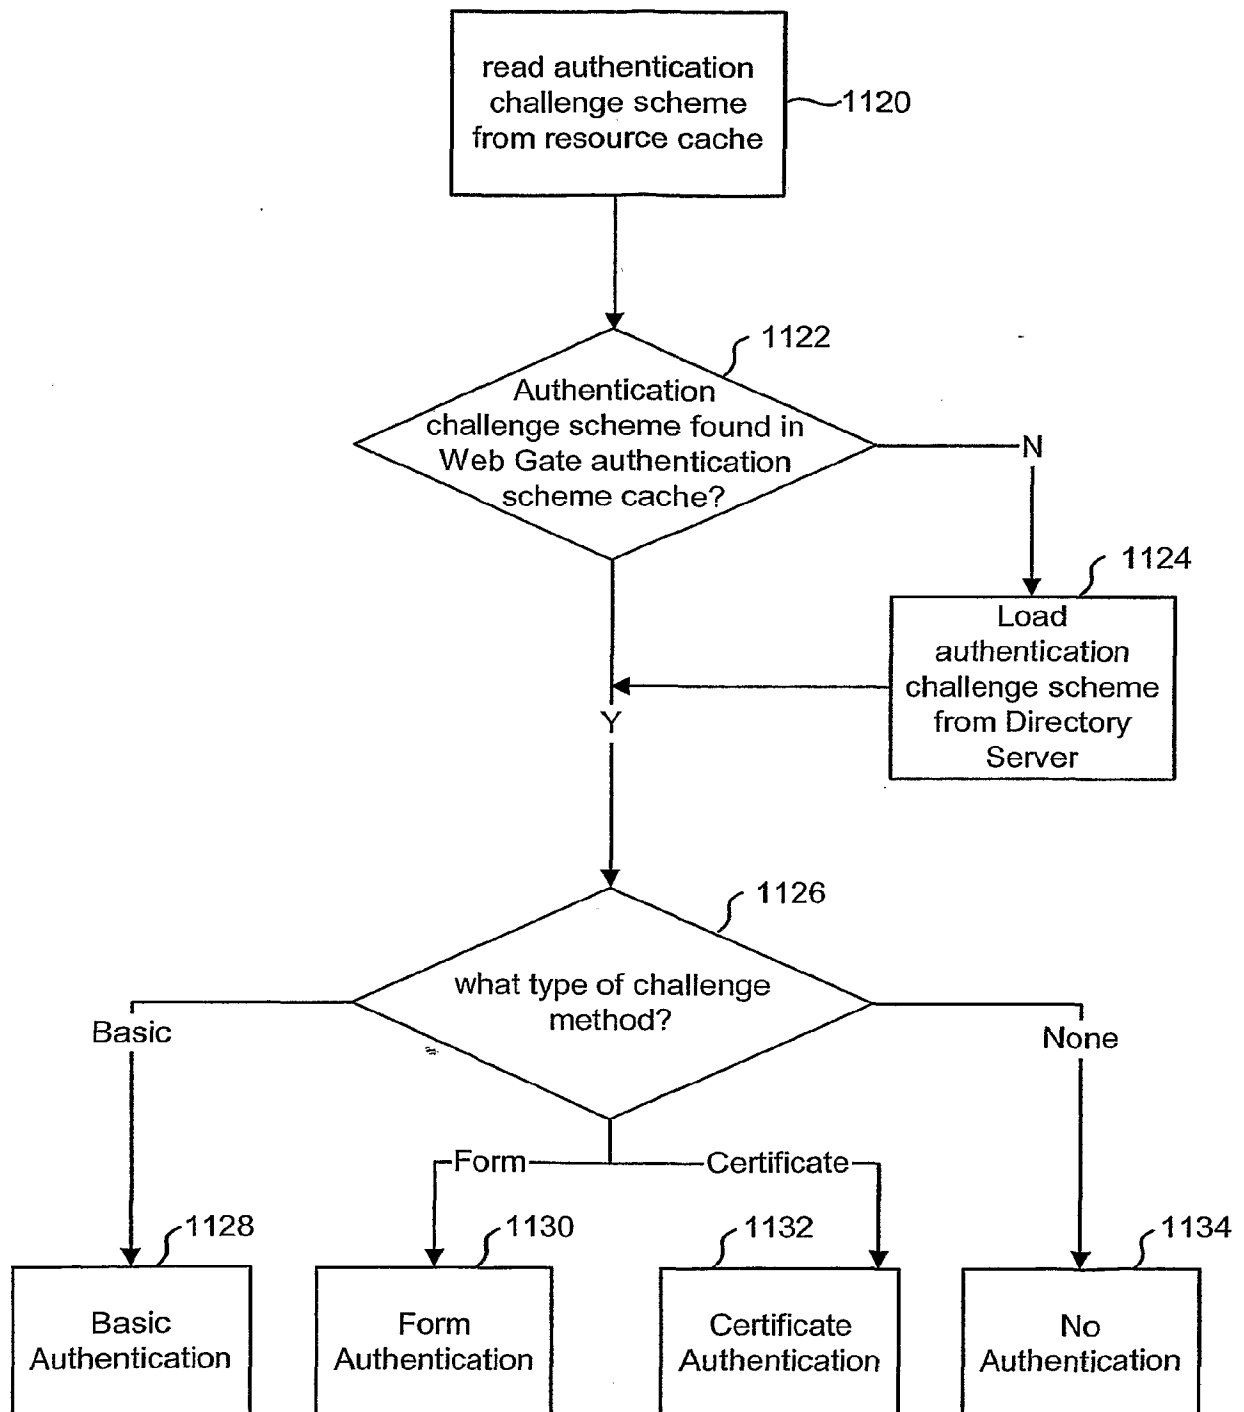 read authentication
challenge scheme
from resource cache
1120
1122
Authentication
challenge scheme found in
Web Gate authentication
scheme cache?
N
1124
Load
authentication
challenge scheme
from Directory
Server
Y
1126
what type of challenge
method?
Basic
None
Form
Certificate
1128
1130
1132
1134
Basic
Authentication
Form
Authentication
Certificate
Authentication
No
Authentication